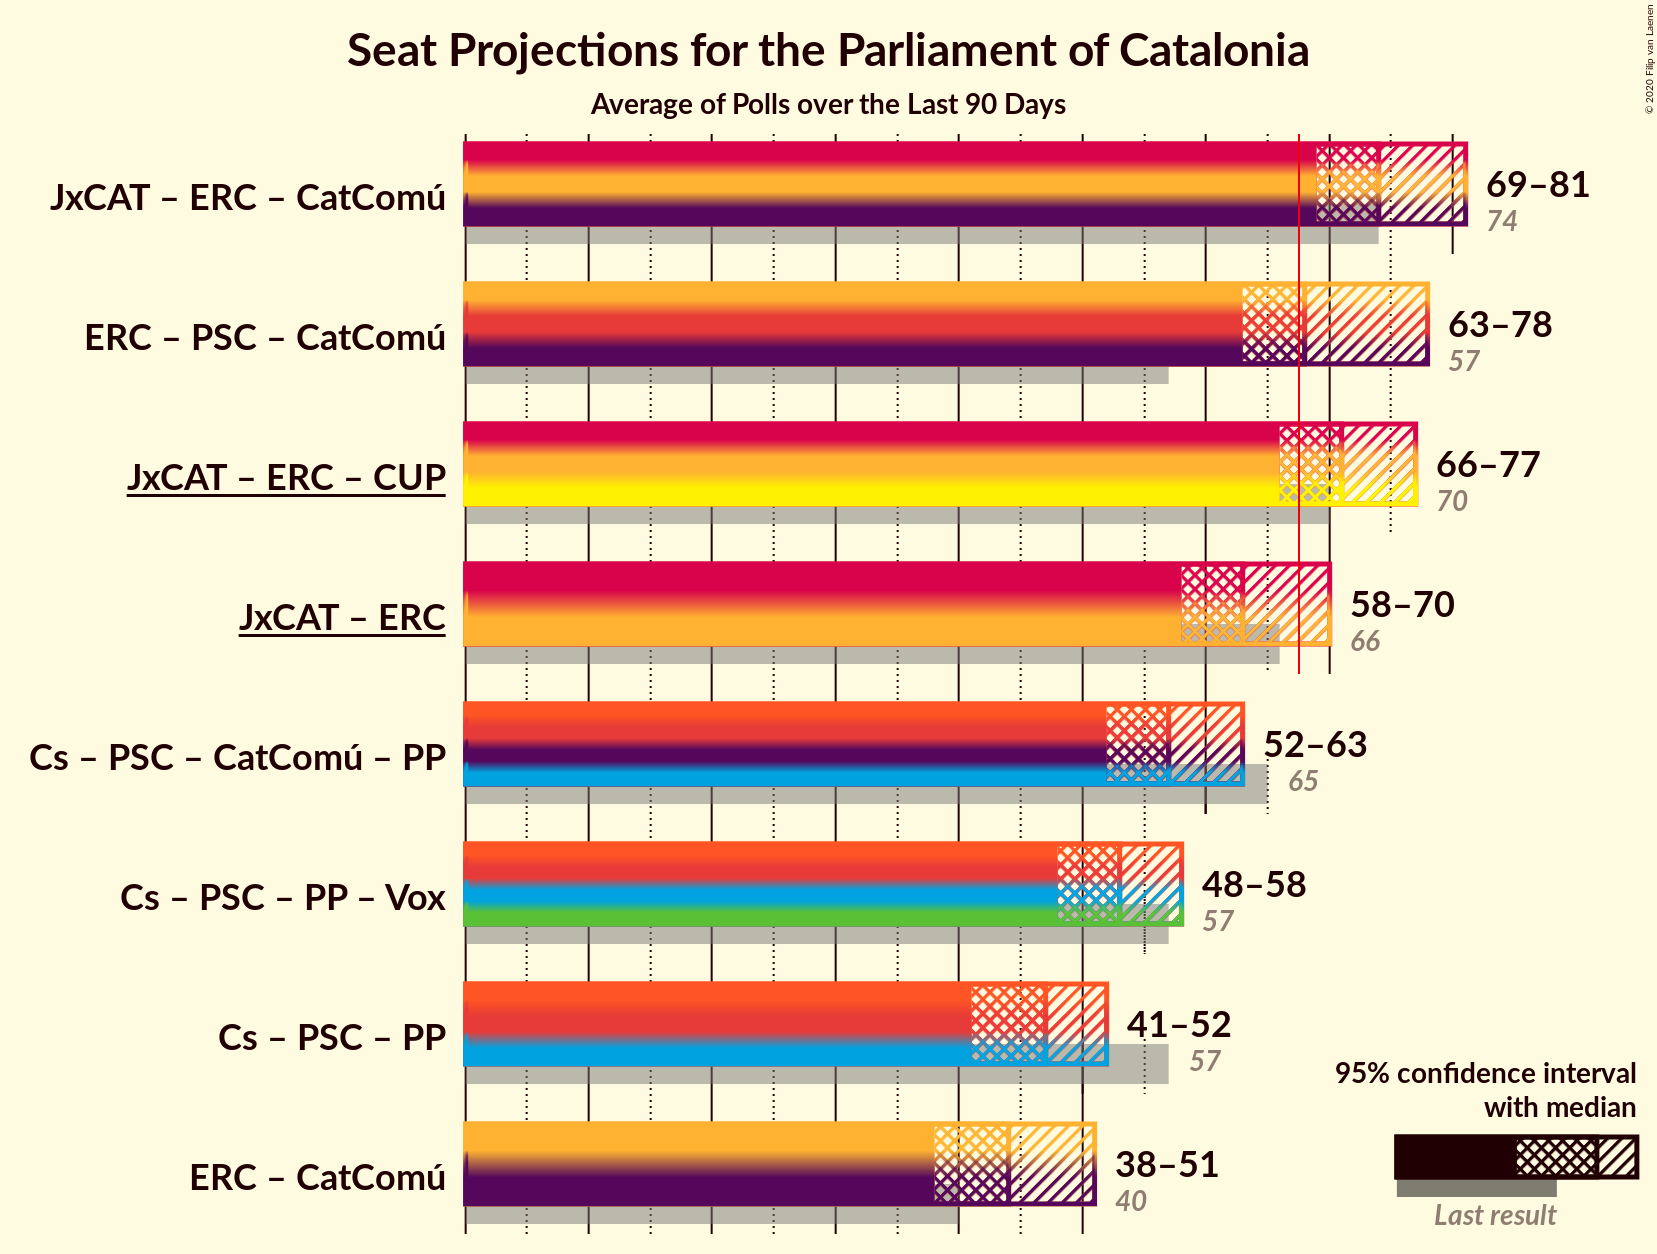 Seat Projections for the Parliament of Catalonia
Average of Polls over the Last 90 Days
© 2020 Filip van Laenen
JxCAT – ERC – CatComú
69–81
74
ERC – PSC – CatComú
63–78
57
JxCAT – ERC – CUP
66–77
70
JxCAT – ERC
58–70
66
Cs – PSC – CatComú – PP
52–63
65
Cs – PSC – PP – Vox
48–58
57
Cs – PSC – PP
41–52
57
ERC – CatComú
38–51
40
95% confidence interval
with median
Last result